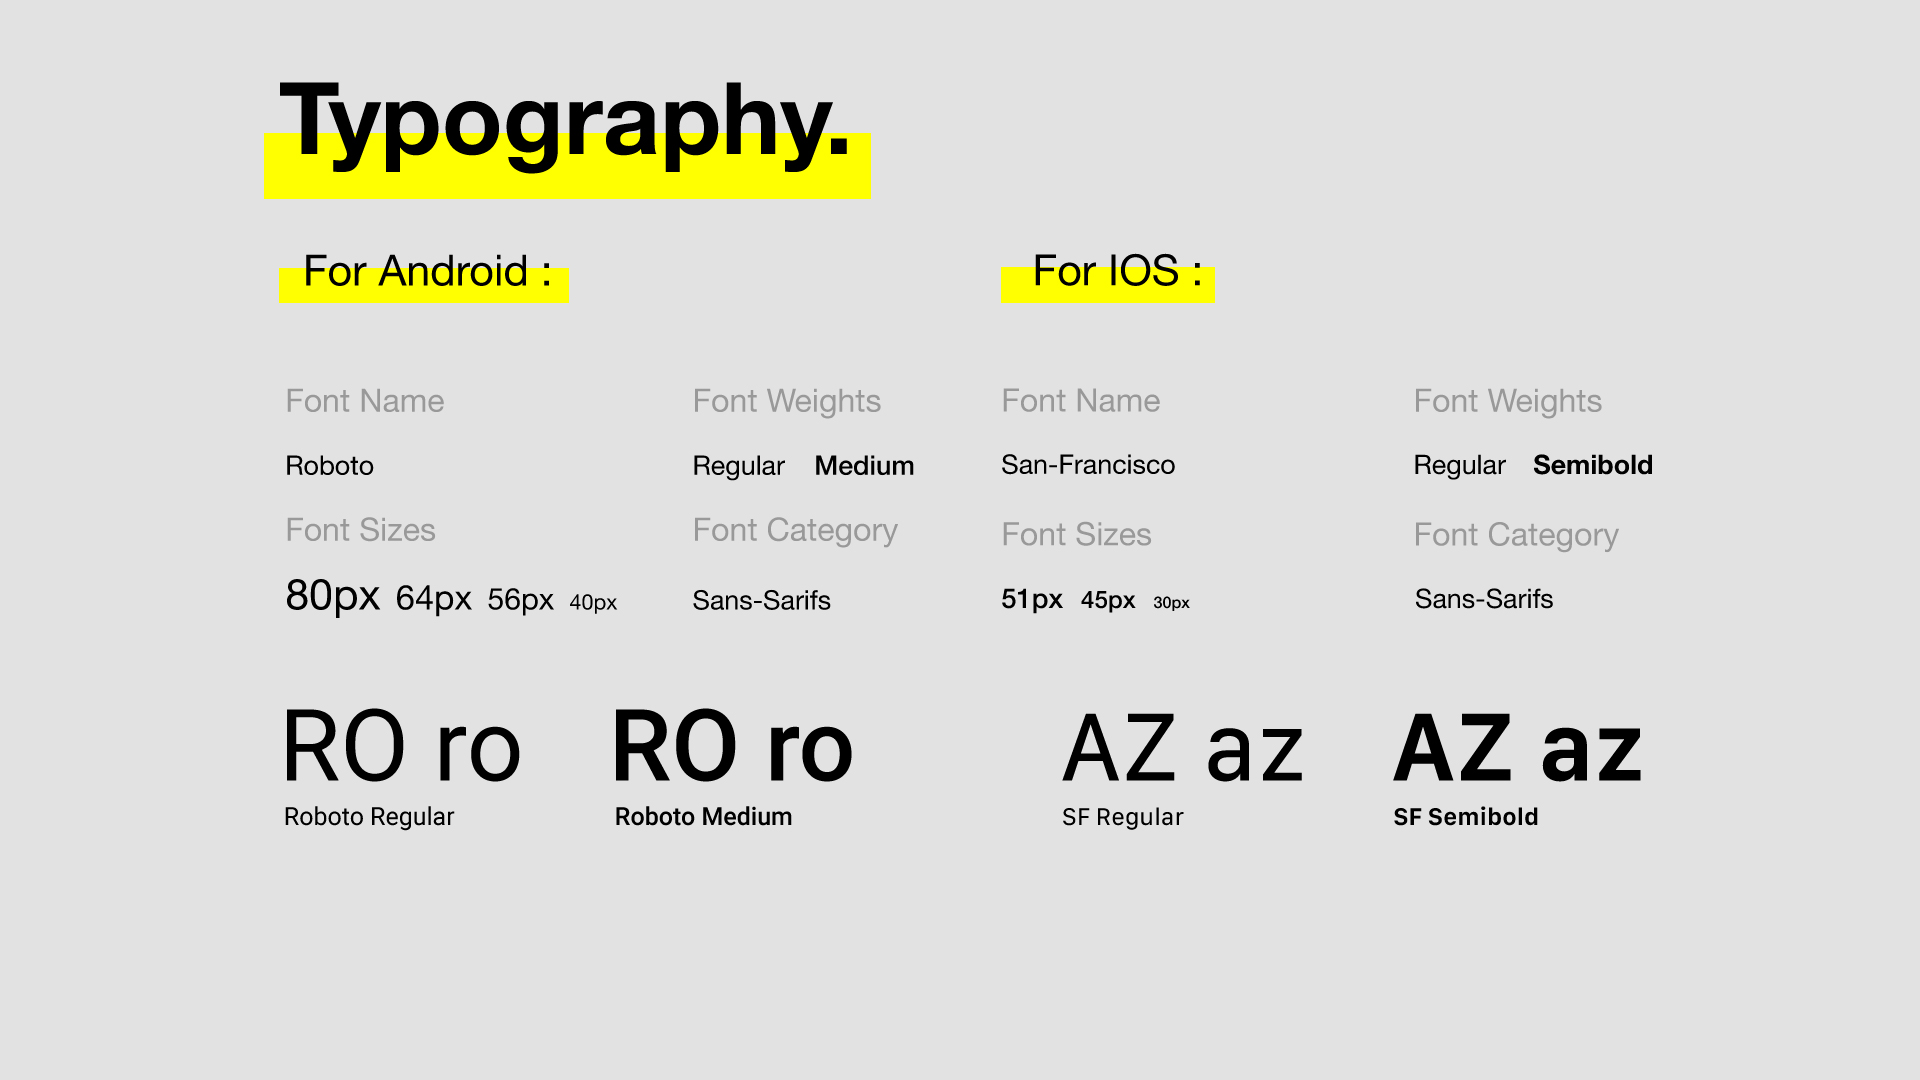 Typography.
For Android :
Font Name
Font Weights
Roboto
Regular Medium
Font Sizes
Font Category
80px 64px 56px 40px
Sans-Sarifs
RO ro
RO ro
Roboto Regular
Roboto Medium
For IOS :
Font Name
Font Weights
San-Francisco
Regular Semibold
Font Sizes
Font Category
51px 45px 30px
Sans-Sarifs
AZ az
AZ az
SF Regular
SF Semibold